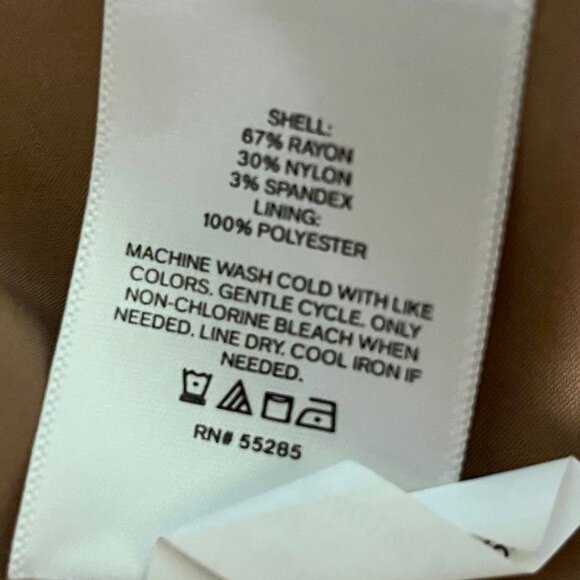 SHELL:
67% RAYON
30% NYLON
3% SPANDEX
LINING:
100% POLYESTER
MACHINE WASH COLD WITH LIKE
COLORS. GENTLE CYCLE. ONLY
NON-CHLORINE BLEACH WHEN
NEEDED. LINE DRY. COOL IRON IF
NEEDED.
RN# 55285